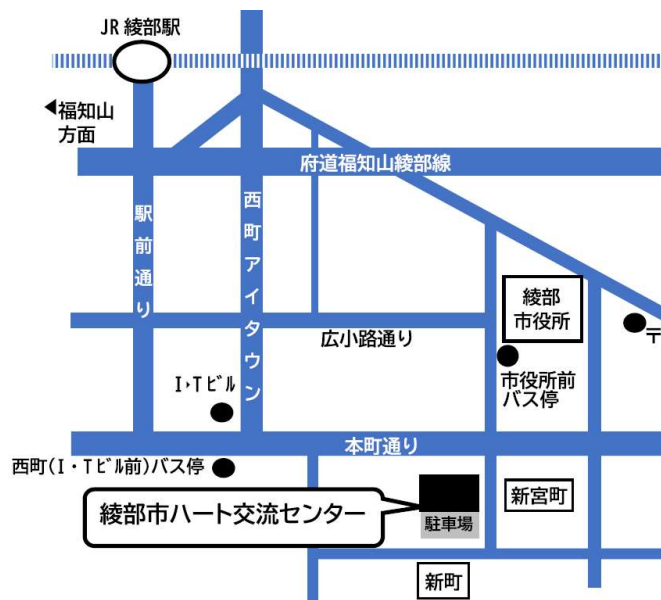 JR 綾部駅
福知山
方面
府道福知山綾部線
駅前通り
西町アイタウン
綾部
市役所
〒
広小路通り
市役所前
バス停
I・Tビル
本町通り
西町(I・Tビル前)バス停
綾部市ハート交流センター
駐車場
新宮町
新町